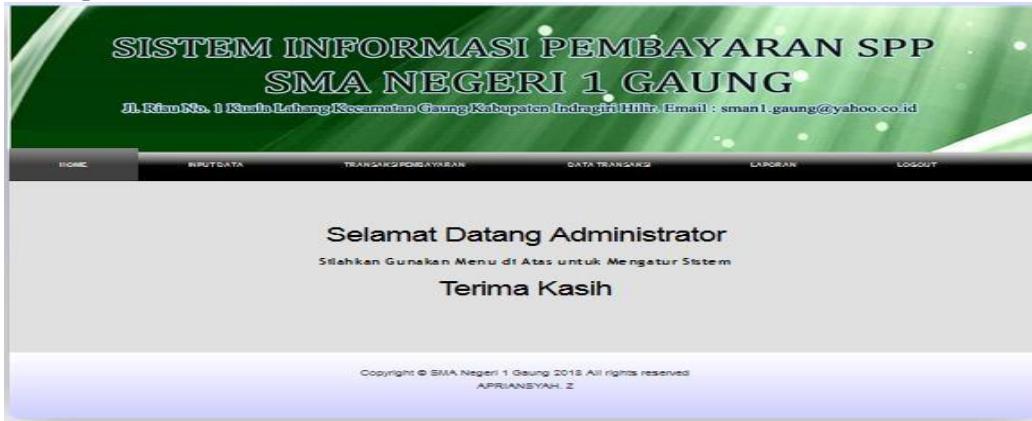 SISTEM INFORMASI PEMBAYARAN SPP
SMA NEGERI 1 GAUNG
Jl. Riau No. 1 Kuala Lahang Kecamatan Gaung Kabupaten Indragiri Hilir. Email : sman1.gaung@yahoo.co.id
HOME INPUT DATA TRANSAKSI PEMBAYARAN DATA TRANSAKSI LAPORAN LOGOUT
Selamat Datang Administrator
Silahkan Gunakan Menu di Atas untuk Mengatur Sistem
Terima Kasih
Copyright © SMA Negeri 1 Gaung 2018 All rights reserved
APRIANSYAH. Z